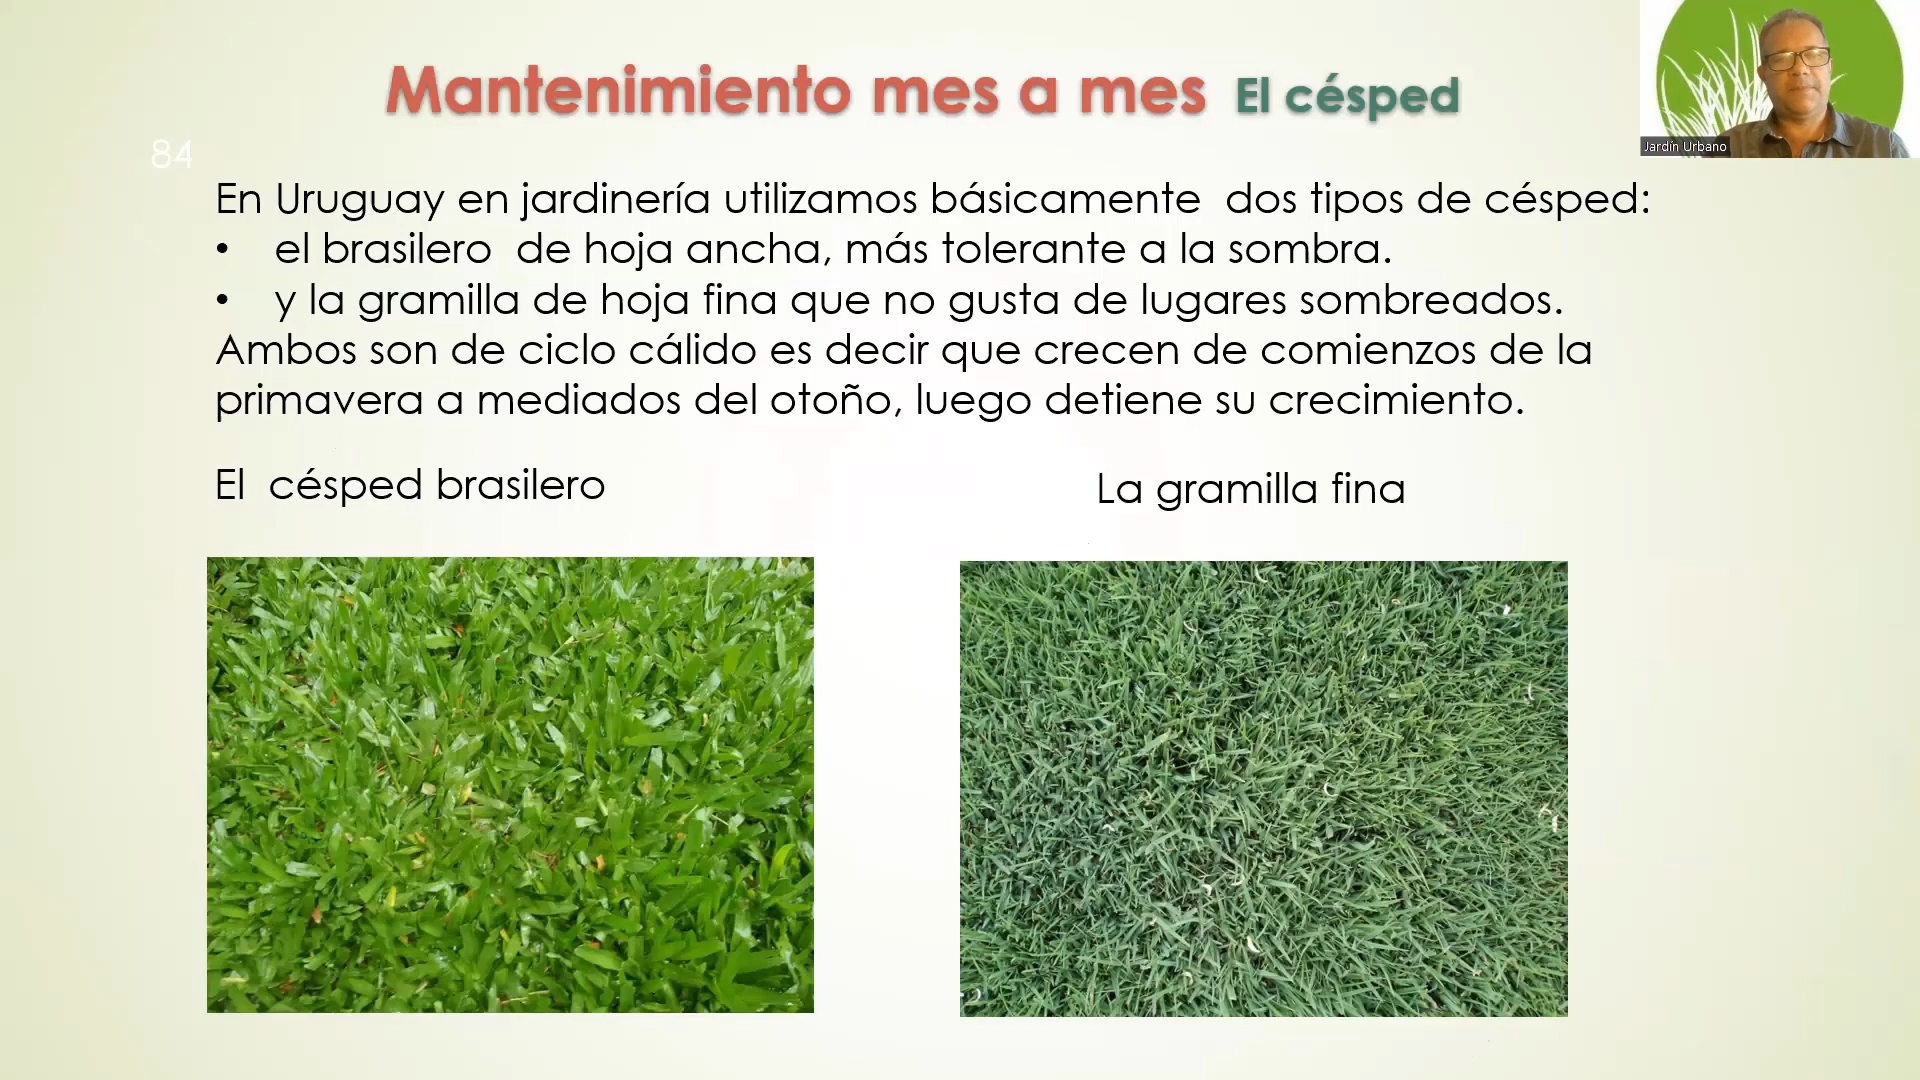 Mantenimiento mes a mes El césped
Jardín Urbano
84
En Uruguay en jardinería utilizamos básicamente dos tipos de césped:
• el brasilero de hoja ancha, más tolerante a la sombra.
• y la gramilla de hoja fina que no gusta de lugares sombreados.
Ambos son de ciclo cálido es decir que crecen de comienzos de la
primavera a mediados del otoño, luego detiene su crecimiento.
El césped brasilero
La gramilla fina